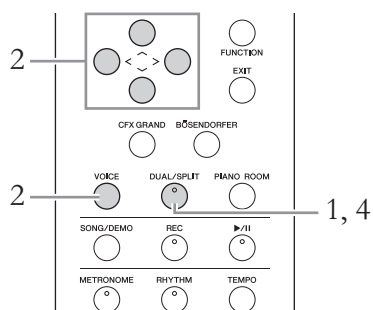 2
< >
FUNCTION
EXIT
CFX GRAND BÖSENDORFER
VOICE DUAL/SPLIT PIANO ROOM
2
1, 4
SONG/DEMO REC ▶/II
METRONOME RHYTHM TEMPO